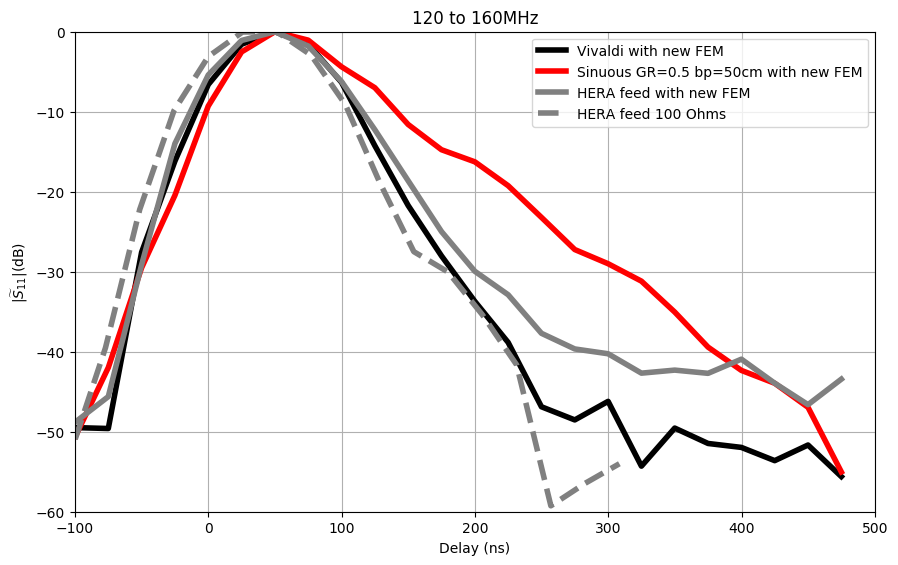 120 to 160MHz
Vivaldi with new FEM
Sinuous GR=0.5 bp=50cm with new FEM
HERA feed with new FEM
HERA feed 100 Ohms
0
−10
−20
−30
−40
−50
−60
|S̃₁₁|(dB)
−100
0
100
200
300
400
500
Delay (ns)